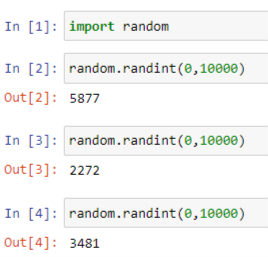 In [1]: import random
In [2]: random.randint(0,10000)
Out[2]: 5877
In [3]: random.randint(0,10000)
Out[3]: 2272
In [4]: random.randint(0,10000)
Out[4]: 3481